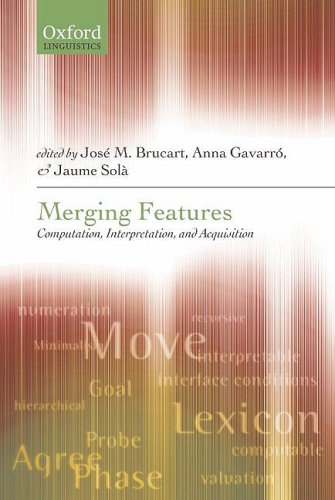 Oxford
LINGUISTICS
edited by José M. Brucart, Anna Gavarró,
& Jaume Solà
Merging Features
Computation, Interpretation, and Acquisition
numeration
recursive
Move
Minimalist
interpretable
Goal
interface conditions
hierarchical
Lexicon
Probe
computable
Agree
Phase
valuation